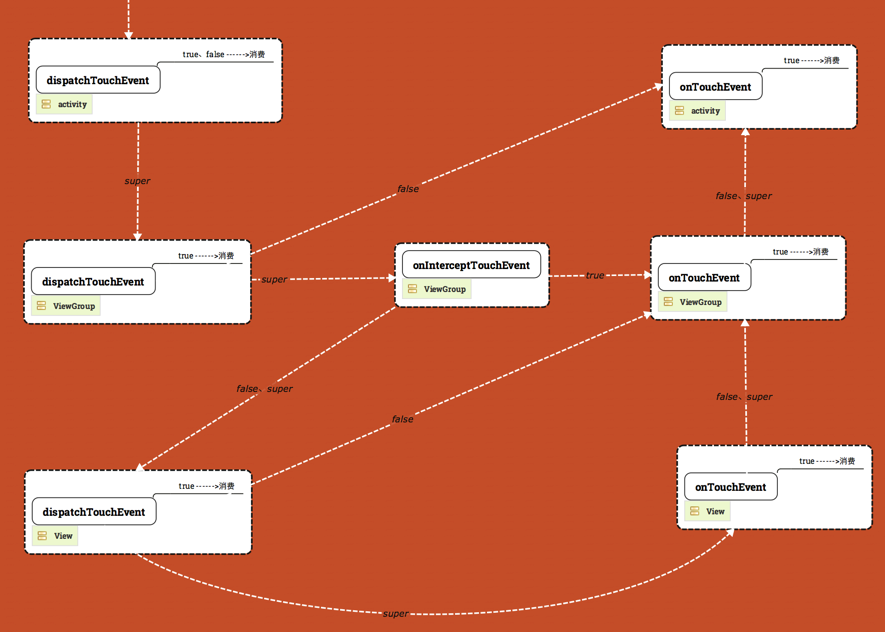 true、false ------>消费
dispatchTouchEvent
activity
true ------>消费
onTouchEvent
activity
super
false
false、super
true ------>消费
dispatchTouchEvent
ViewGroup
super
onInterceptTouchEvent
ViewGroup
true
true ------>消费
onTouchEvent
ViewGroup
false、super
false
false、super
true ------>消费
dispatchTouchEvent
View
true ------>消费
onTouchEvent
View
super